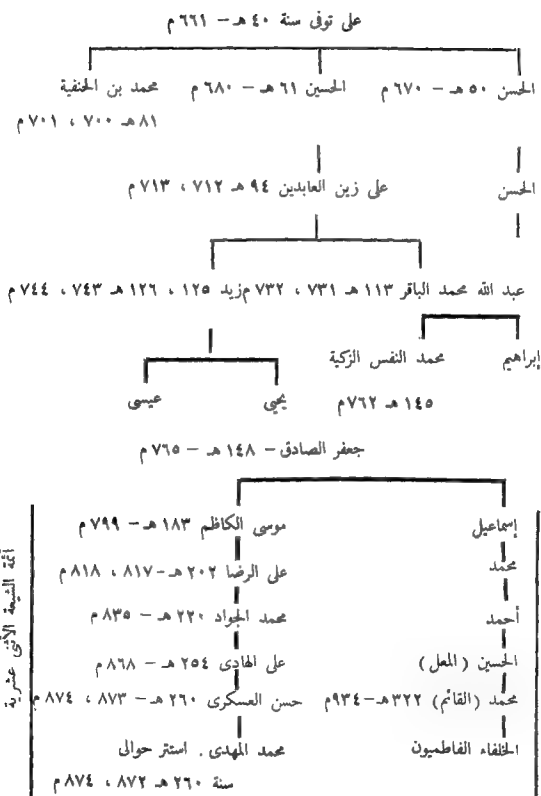 على توفى سنة ٤٠ هـ – ٦٦١ م
الحسن ٥٠ هـ – ٦٧٠ م الحسين ٦١ هـ – ٦٨٠ م محمد بن الحنفية
٨١ هـ ٧٠٠ ، ٧٠١ م
الحسن على زين العابدين ٩٤ هـ ٧١٢ ، ٧١٣ م
عبد الله محمد الباقر ١١٣ هـ ٧٣١ ، ٧٣٢ م زيد ١٢٥ ، ١٢٦ هـ ٧٤٣ ، ٧٤٤ م
إبراهيم محمد النفس الزكية
يحيى عيسى
١٤٥ هـ ٧٦٢ م
جعفر الصادق – ١٤٨ هـ – ٧٦٥ م
إسماعيل موسى الكاظم ١٨٣ هـ – ٧٩٩ م
محمد على الرضا ٢٠٢ هـ – ٨١٧ ، ٨١٨ م
أحمد محمد الجواد ٢٢٠ هـ – ٨٣٥ م
الحسين ( المعل ) على الهادى ٢٥٤ هـ – ٨٦٨ م
محمد ( القائم ) ٣٢٢ هـ – ٩٣٤ م حسن العسكرى ٢٦٠ هـ – ٨٧٣ ، ٨٧٤ م
الخلفاء الفاطميون محمد المهدى . استتر حوالى
سنة ٢٦٠ هـ ٨٧٢ ، ٨٧٤ م
أئمة الشيعة الأثنى عشرية